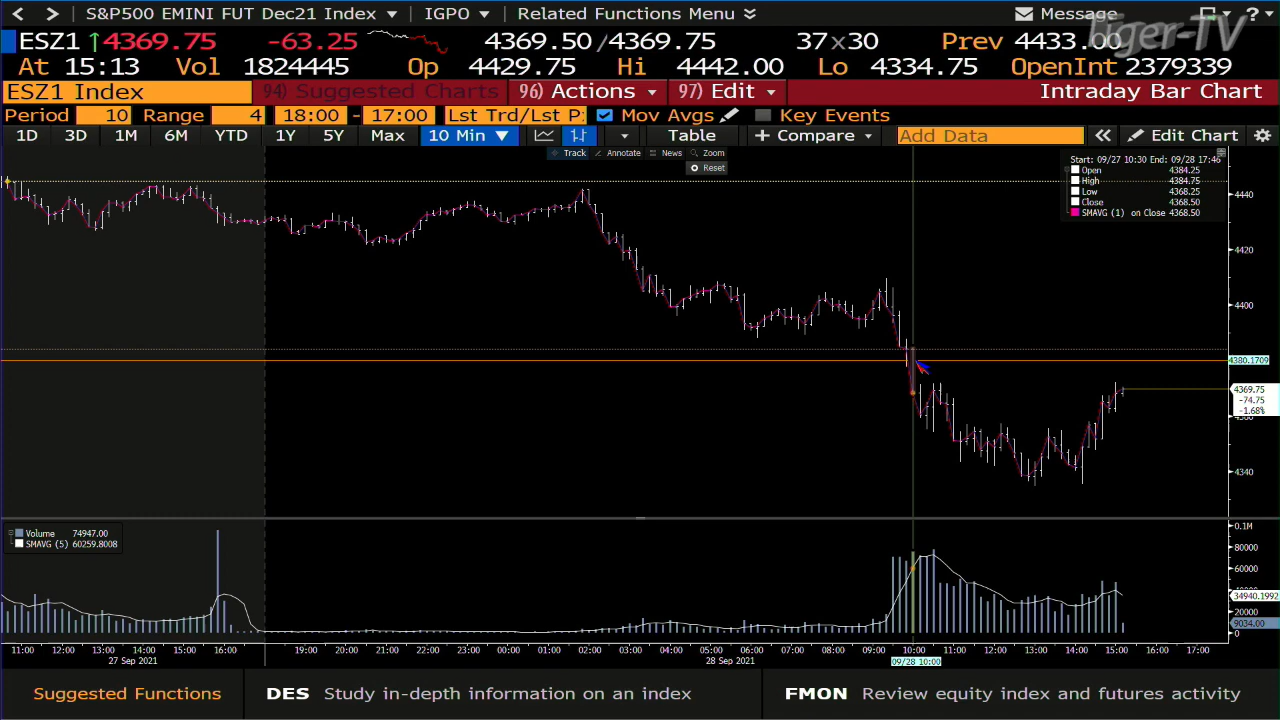 S&P500 EMINI FUT Dec21 Index IGPO Related Functions Menu Message ?
ESZ1 ↑4369.75 -63.25 4369.50/4369.75 37x30 Prev 4433.00
At 15:13 Vol 1824445 Op 4429.75 Hi 4442.00 Lo 4334.75 OpenInt 2379339
ESZ1 Index 94) Suggested Charts 96) Actions 97) Edit Intraday Bar Chart
Period 10 Range 4 18:00 - 17:00 Lst Trd/Lst P: Mov Avgs Key Events
1D 3D 1M 6M YTD 1Y 5Y Max 10 Min ▼ Table + Compare Add Data « Edit Chart
Track Annotate News Zoom
Reset
Start: 09/27 10:30 End: 09/28 17:46
Open 4384.25
High 4384.75
Low 4368.25
Close 4368.50
SMAVG (1) on Close 4368.50
4440
4420
4400
4380.1709
4369.75
-74.75
-1.68%
4360
4340
Volume 74947.00
SMAVG (5) 60259.8008
0.1M
80000
60000
40000
34940.1992
20000
9034.00
0
11:00 12:00 13:00 14:00 15:00 16:00 19:00 20:00 21:00 22:00 23:00 00:00 01:00 02:00 03:00 04:00 05:00 06:00 07:00 08:00 09:00 10:00 11:00 12:00 13:00 14:00 15:00 16:00 17:00
27 Sep 2021 28 Sep 2021 09/28 10:00
Suggested Functions DES Study in-depth information on an index FMON Review equity index and futures activity